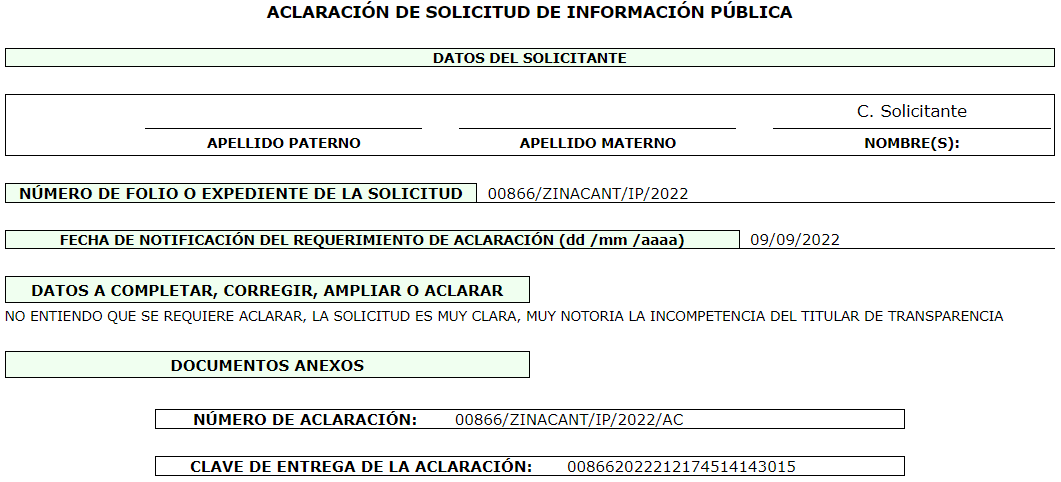 ACLARACIÓN DE SOLICITUD DE INFORMACIÓN PÚBLICA
DATOS DEL SOLICITANTE
C. Solicitante
APELLIDO PATERNO APELLIDO MATERNO NOMBRE(S):
NÚMERO DE FOLIO O EXPEDIENTE DE LA SOLICITUD 00866/ZINACANT/IP/2022
FECHA DE NOTIFICACIÓN DEL REQUERIMIENTO DE ACLARACIÓN (dd /mm /aaaa) 09/09/2022
DATOS A COMPLETAR, CORREGIR, AMPLIAR O ACLARAR
NO ENTIENDO QUE SE REQUIERE ACLARAR, LA SOLICITUD ES MUY CLARA, MUY NOTORIA LA INCOMPETENCIA DEL TITULAR DE TRANSPARENCIA
DOCUMENTOS ANEXOS
NÚMERO DE ACLARACIÓN: 00866/ZINACANT/IP/2022/AC
CLAVE DE ENTREGA DE LA ACLARACIÓN: 008662022212174514143015